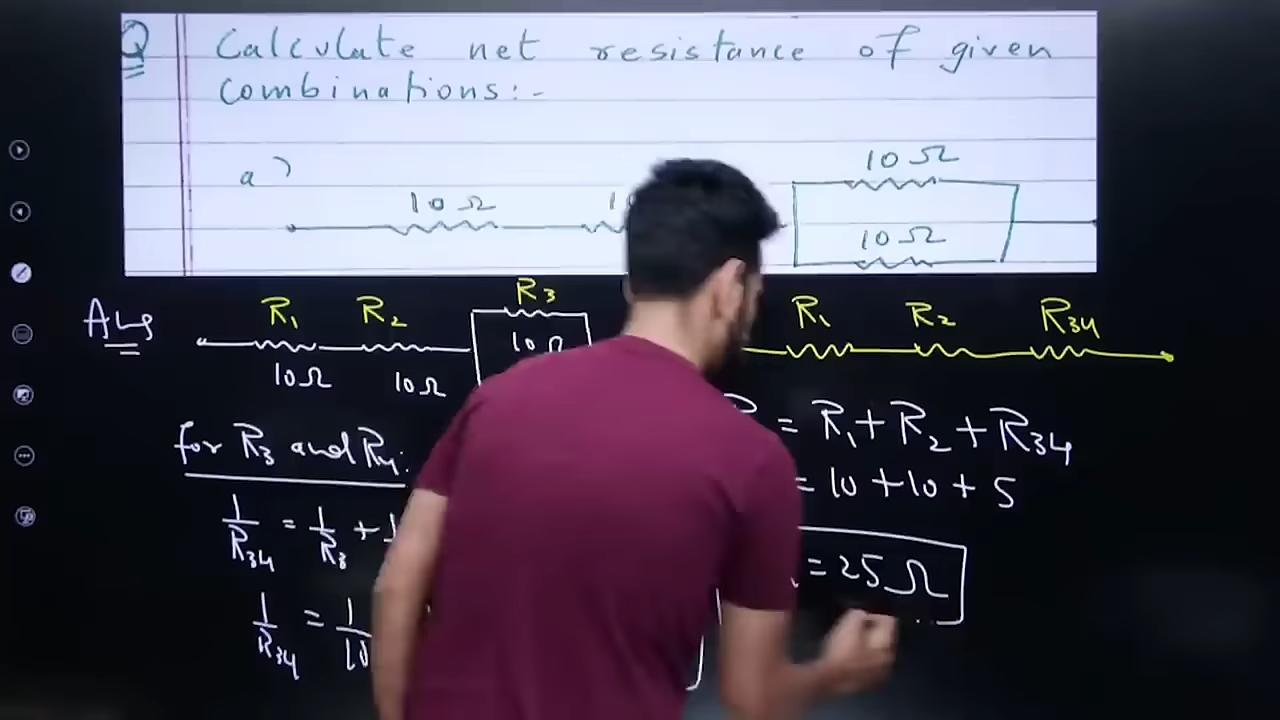 Q Calculate net resistance of given
combinations:-
a)
10 Ω
10 Ω
10 Ω
Ans
R1 R2 R3
10 Ω 10 Ω 10 Ω
R1 R2 R34
for R3 and R4:
1/R34 = 1/R3 +
1/R34 = 1/10
= R1 + R2 + R34
= 10 + 10 + 5
= 25 Ω